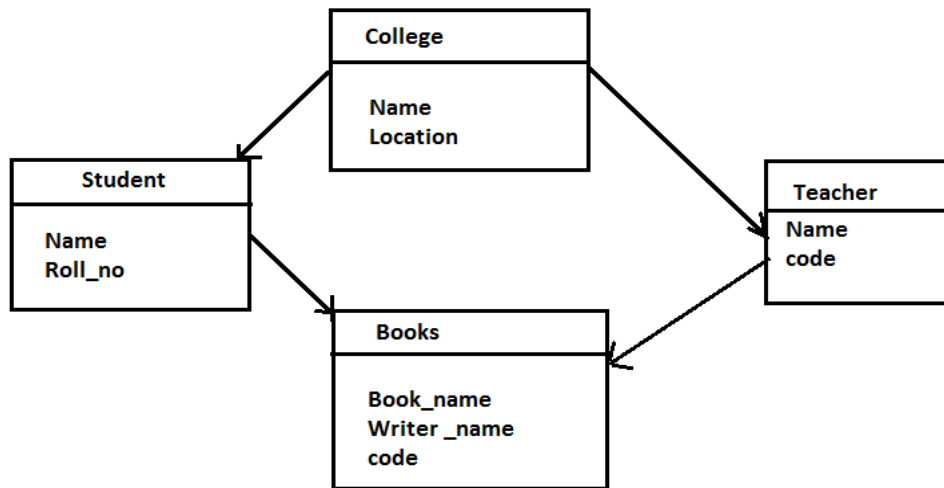 College
Name
Location
Student
Name
Roll_no
Teacher
Name
code
Books
Book_name
Writer _name
code